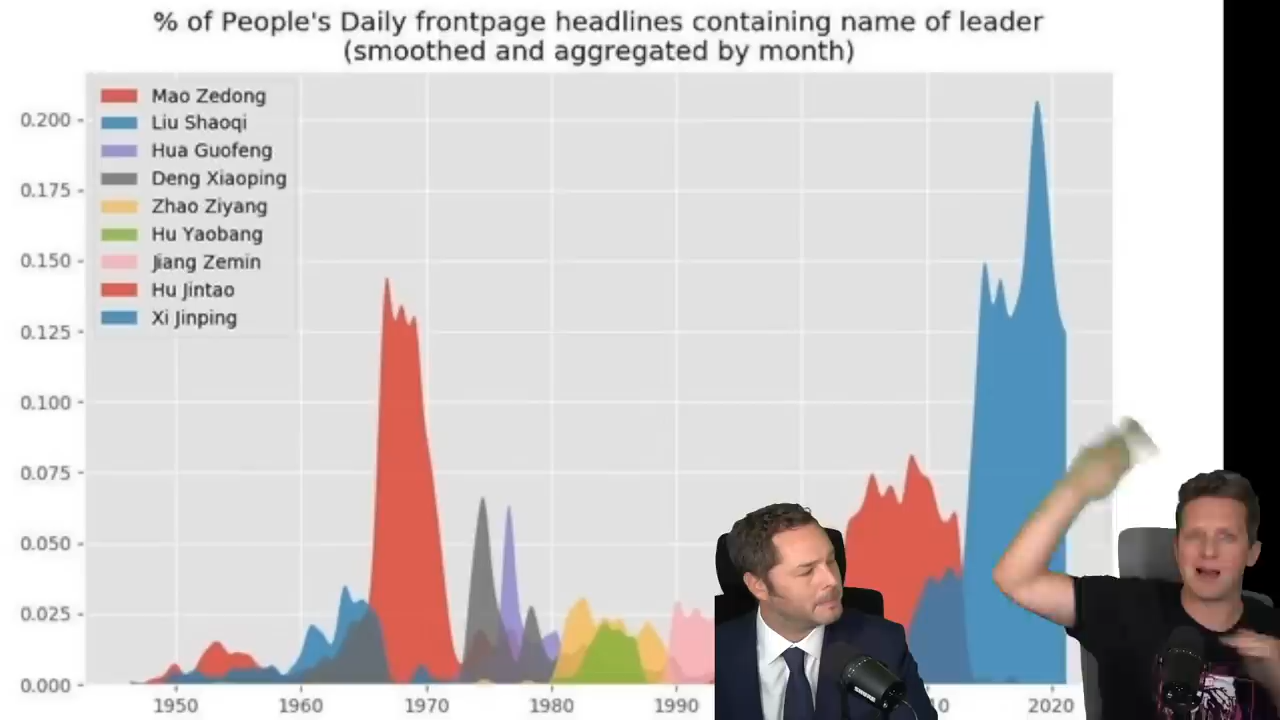 % of People's Daily frontpage headlines containing name of leader
(smoothed and aggregated by month)
Mao Zedong
Liu Shaoqi
Hua Guofeng
Deng Xiaoping
Zhao Ziyang
Hu Yaobang
Jiang Zemin
Hu Jintao
Xi Jinping
0.200
0.175
0.150
0.125
0.100
0.075
0.050
0.025
0.000
1950 1960 1970 1980 1990 10 2020